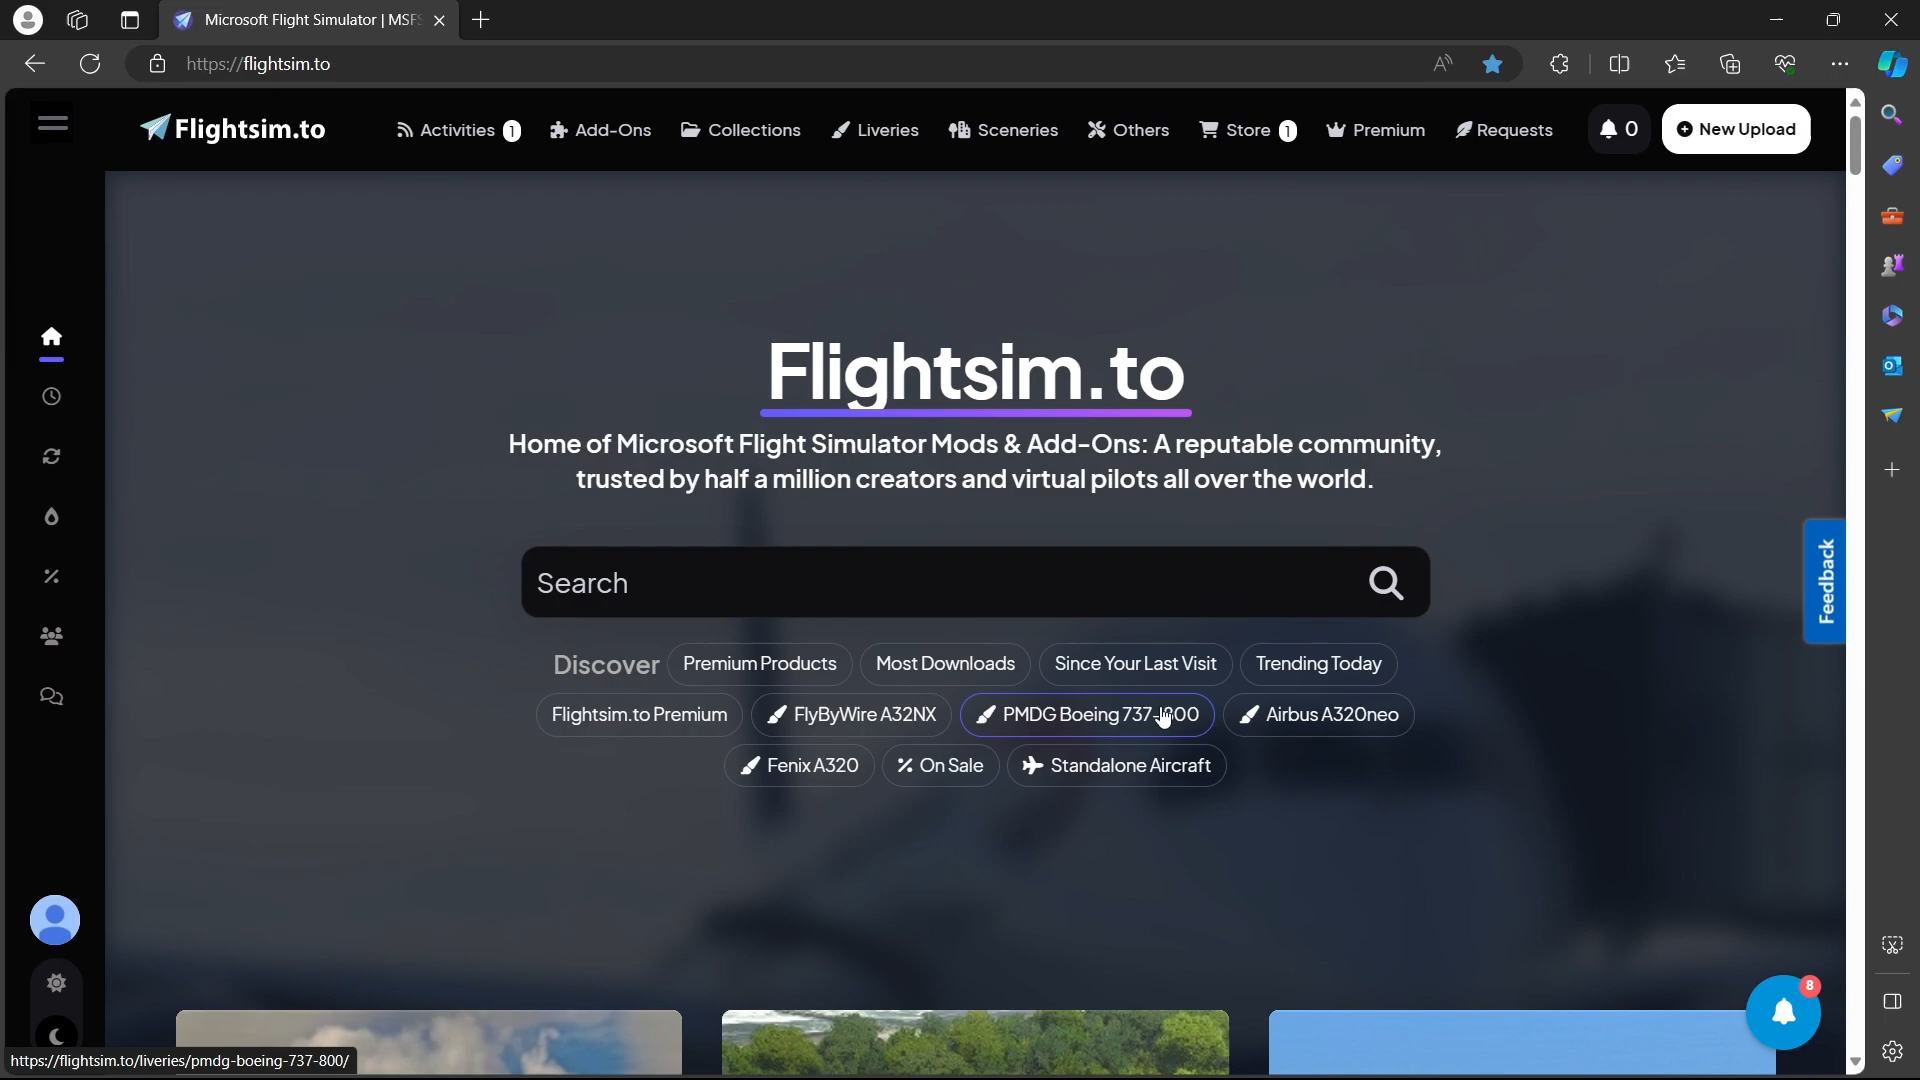 Microsoft Flight Simulator | MSFS
https://flightsim.to
Flightsim.to
Activities 1
Add-Ons
Collections
Liveries
Sceneries
Others
Store 1
Premium
Requests
0
New Upload
Flightsim.to
Home of Microsoft Flight Simulator Mods & Add-Ons: A reputable community,
trusted by half a million creators and virtual pilots all over the world.
Search
Feedback
Discover
Premium Products
Most Downloads
Since Your Last Visit
Trending Today
Flightsim.to Premium
FlyByWire A32NX
PMDG Boeing 737-800
Airbus A320neo
Fenix A320
% On Sale
Standalone Aircraft
8
https://flightsim.to/liveries/pmdg-boeing-737-800/